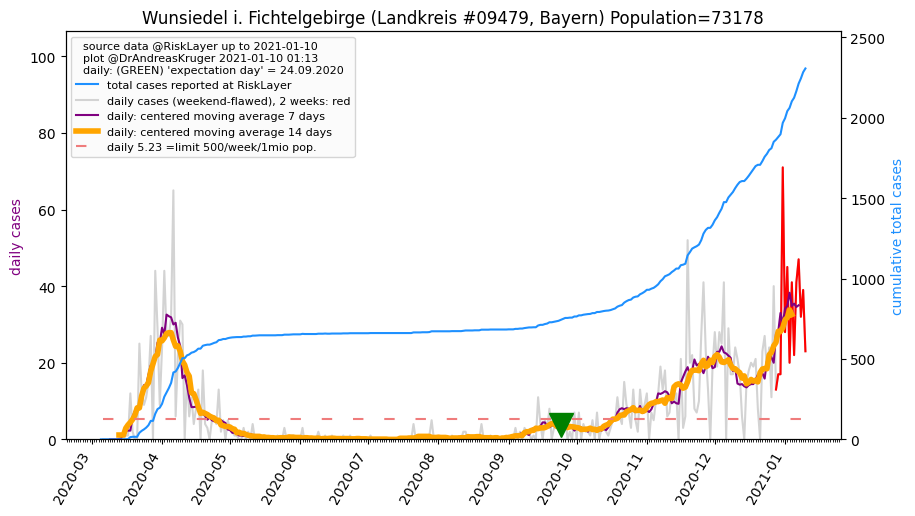 Wunsiedel i. Fichtelgebirge (Landkreis #09479, Bayern) Population=73178
source data @RiskLayer up to 2021-01-10
plot @DrAndreasKruger 2021-01-10 01:13
daily: (GREEN) 'expectation day' = 24.09.2020
total cases reported at RiskLayer
daily cases (weekend-flawed), 2 weeks: red
daily: centered moving average 7 days
daily: centered moving average 14 days
daily 5.23 =limit 500/week/1mio pop.
daily cases
100
80
60
40
20
0
cumulative total cases
2500
2000
1500
1000
500
0
2020-03
2020-04
2020-05
2020-06
2020-07
2020-08
2020-09
2020-10
2020-11
2020-12
2021-01